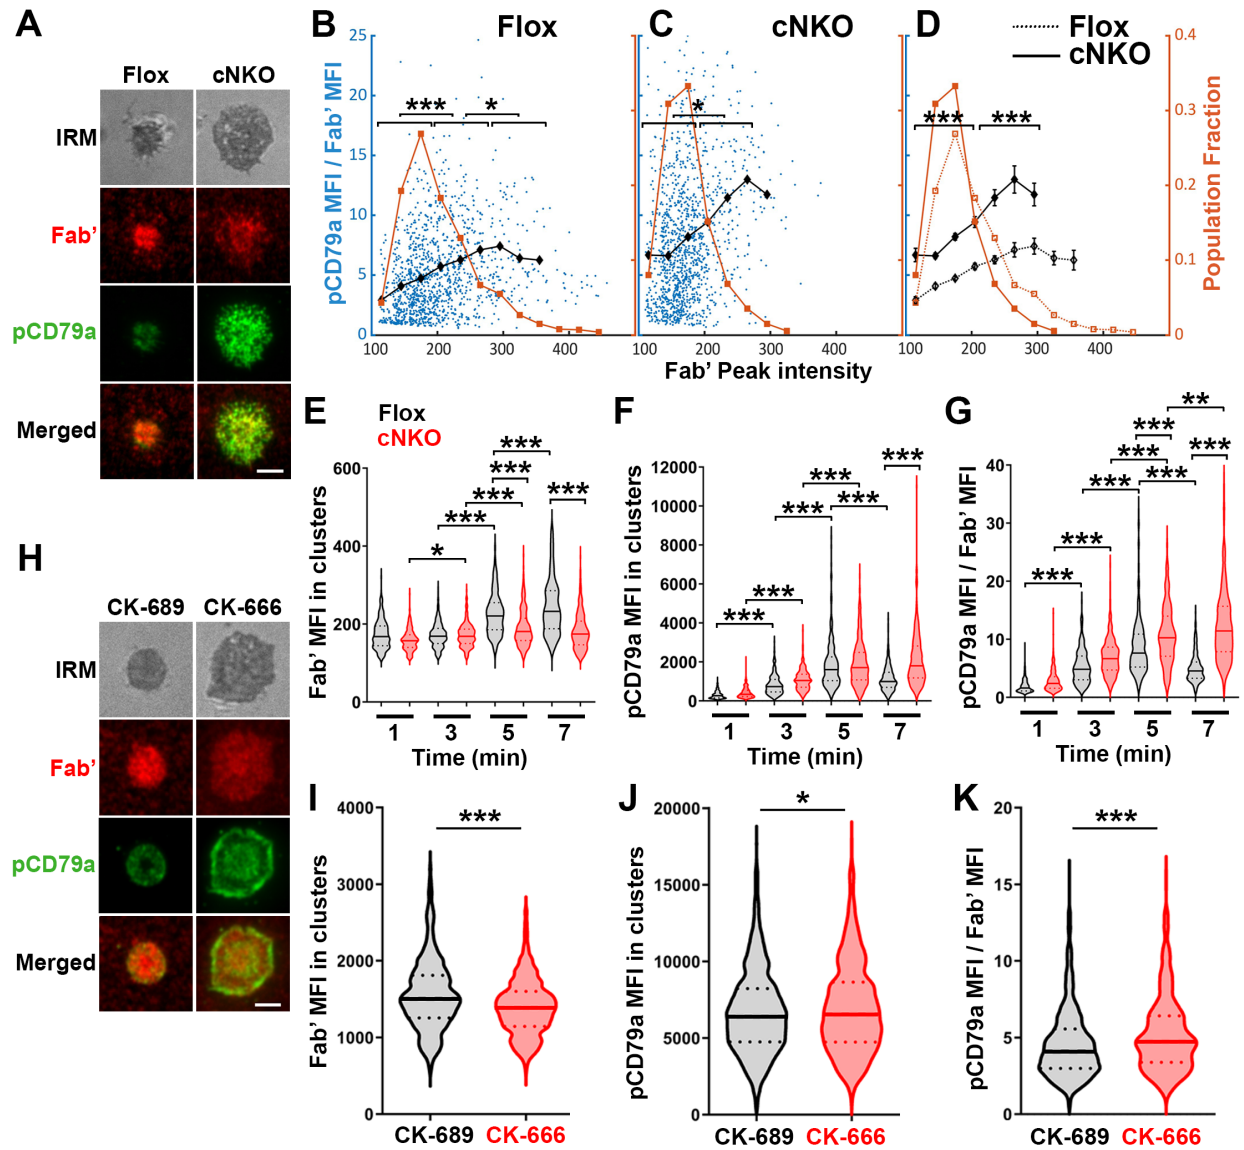 A
Flox cNKO
IRM
Fab’
pCD79a
Merged
B Flox
C cNKO
D Flox
cNKO
pCD79a MFI / Fab’ MFI
25
20
15
10
5
0
*** *
*
*** ***
0.4
0.3
0.2
0.1
0
Population Fraction
100 200 300 400
100 200 300 400
100 200 300 400
Fab’ Peak intensity
E
Flox
cNKO
Fab’ MFI in clusters
600
400
200
0
*
***
***
***
***
***
1 3 5 7
Time (min)
F
pCD79a MFI in clusters
12000
10000
8000
6000
4000
2000
0
***
***
***
***
***
***
1 3 5 7
Time (min)
G
pCD79a MFI / Fab’ MFI
40
30
20
10
0
**
***
***
***
***
***
***
***
1 3 5 7
Time (min)
H
CK-689 CK-666
IRM
Fab’
pCD79a
Merged
I
Fab’ MFI in clusters
4000
3000
2000
1000
0
***
CK-689 CK-666
J
pCD79a MFI in clusters
20000
15000
10000
5000
0
*
CK-689 CK-666
K
pCD79a MFI / Fab’ MFI
20
15
10
5
0
***
CK-689 CK-666